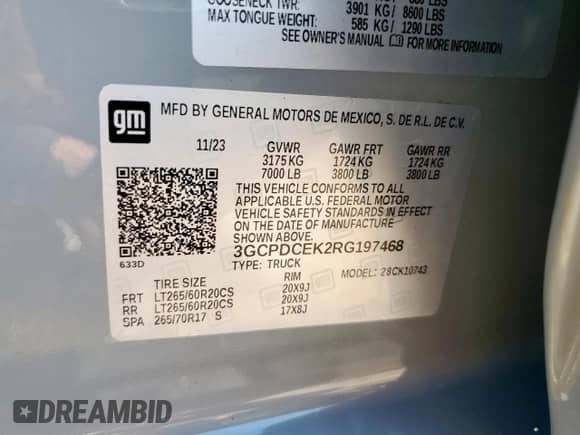 GOOSENECK TWR:
3901 KG / 8600 LBS
MAX TONGUE WEIGHT: 585 KG / 1290 LBS
SEE OWNER'S MANUAL FOR MORE INFORMATION
gm
MFD BY GENERAL MOTORS DE MEXICO, S. DE R.L. DE C.V.
11/23 GVWR GAWR FRT GAWR RR
3175 KG 1724 KG 1724 KG
7000 LB 3800 LB 3800 LB
THIS VEHICLE CONFORMS TO ALL
APPLICABLE U.S. FEDERAL MOTOR
VEHICLE SAFETY STANDARDS IN EFFECT
ON THE DATE OF MANUFACTURE
SHOWN ABOVE.
3GCPDCEK2RG197468
633D
TYPE: TRUCK
MODEL: 28CK10743
TIRE SIZE RIM
FRT LT265/60R20CS 20X9J
RR LT265/60R20CS 20X9J
SPA 265/70R17 S 17X8J
DREAMBID